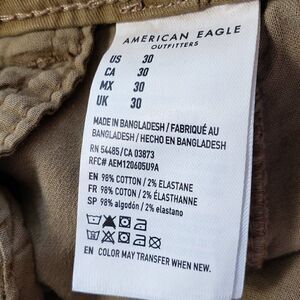 AMERICAN EAGLE
OUTFITTERS
US 30
CA 30
MX 30
UK 30
MADE IN BANGLADESH / FABRIQUÉ AU
BANGLADESH / HECHO EN BANGLADESH
RN 54485/CA 03873
RFC# AEM120605U9A
EN 98% COTTON / 2% ELASTANE
FR 98% COTON / 2% ÉLASTHANNE
SP 98% algodón / 2% elastano
EN COLOR MAY TRANSFER WHEN NEW.